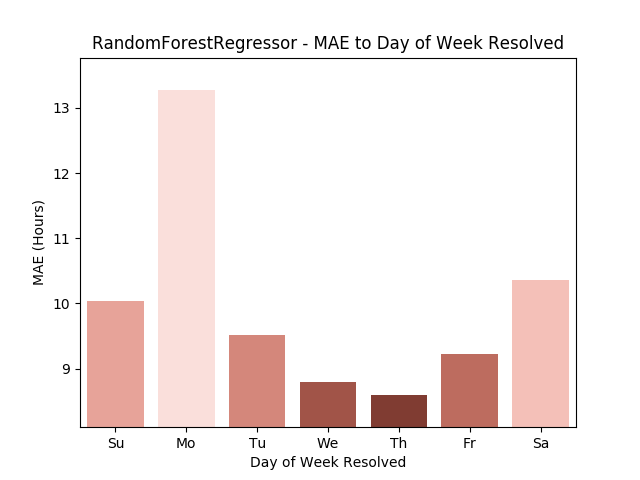 RandomForestRegressor - MAE to Day of Week Resolved
MAE (Hours)
13
12
11
10
9
Su Mo Tu We Th Fr Sa
Day of Week Resolved